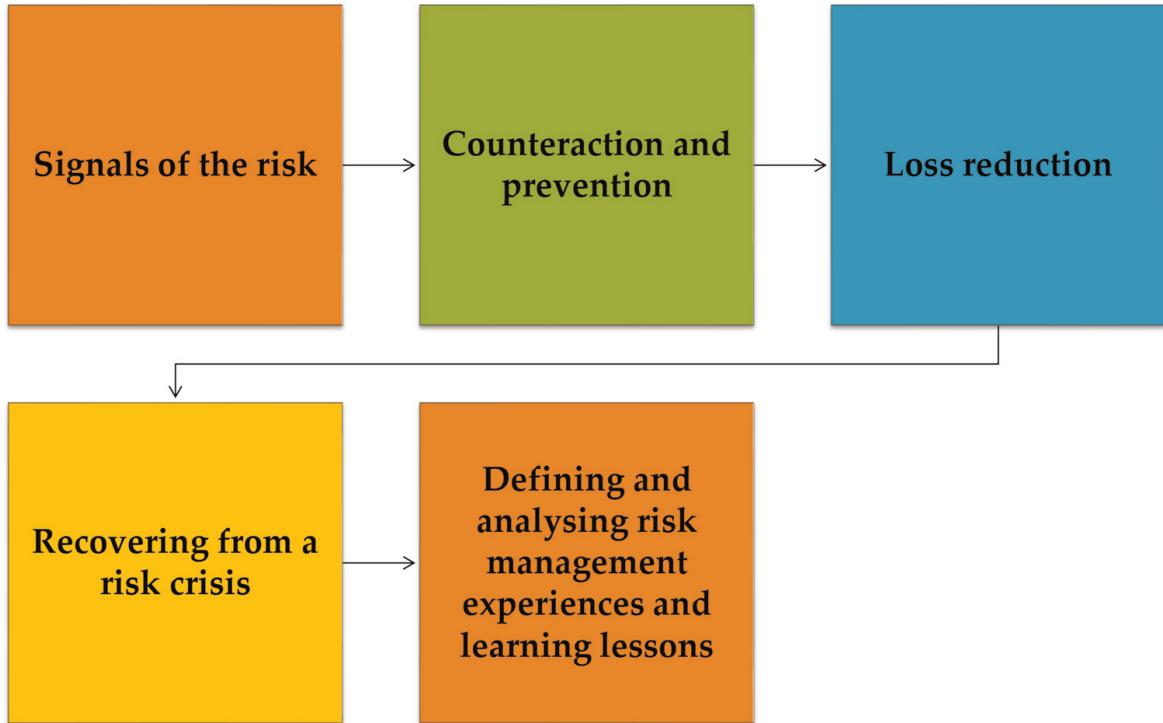 Signals of the risk
Counteraction and
prevention
Loss reduction
Recovering from a
risk crisis
Defining and
analysing risk
management
experiences and
learning lessons